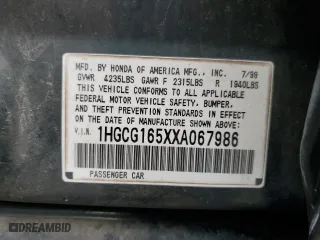 MFD. BY HONDA OF AMERICA MFG., INC. 7/99
GVWR 4235LBS GAWR F 2315LBS R 1940LBS
THIS VEHICLE CONFORMS TO ALL APPLICABLE
FEDERAL MOTOR VEHICLE SAFETY, BUMPER,
AND THEFT PREVENTION STANDARDS IN EFFECT
ON THE DATE OF MANUFACTURE SHOWN ABOVE.
V.I.N. 1HGCG165XXA067986
PASSENGER CAR
DREAMBID